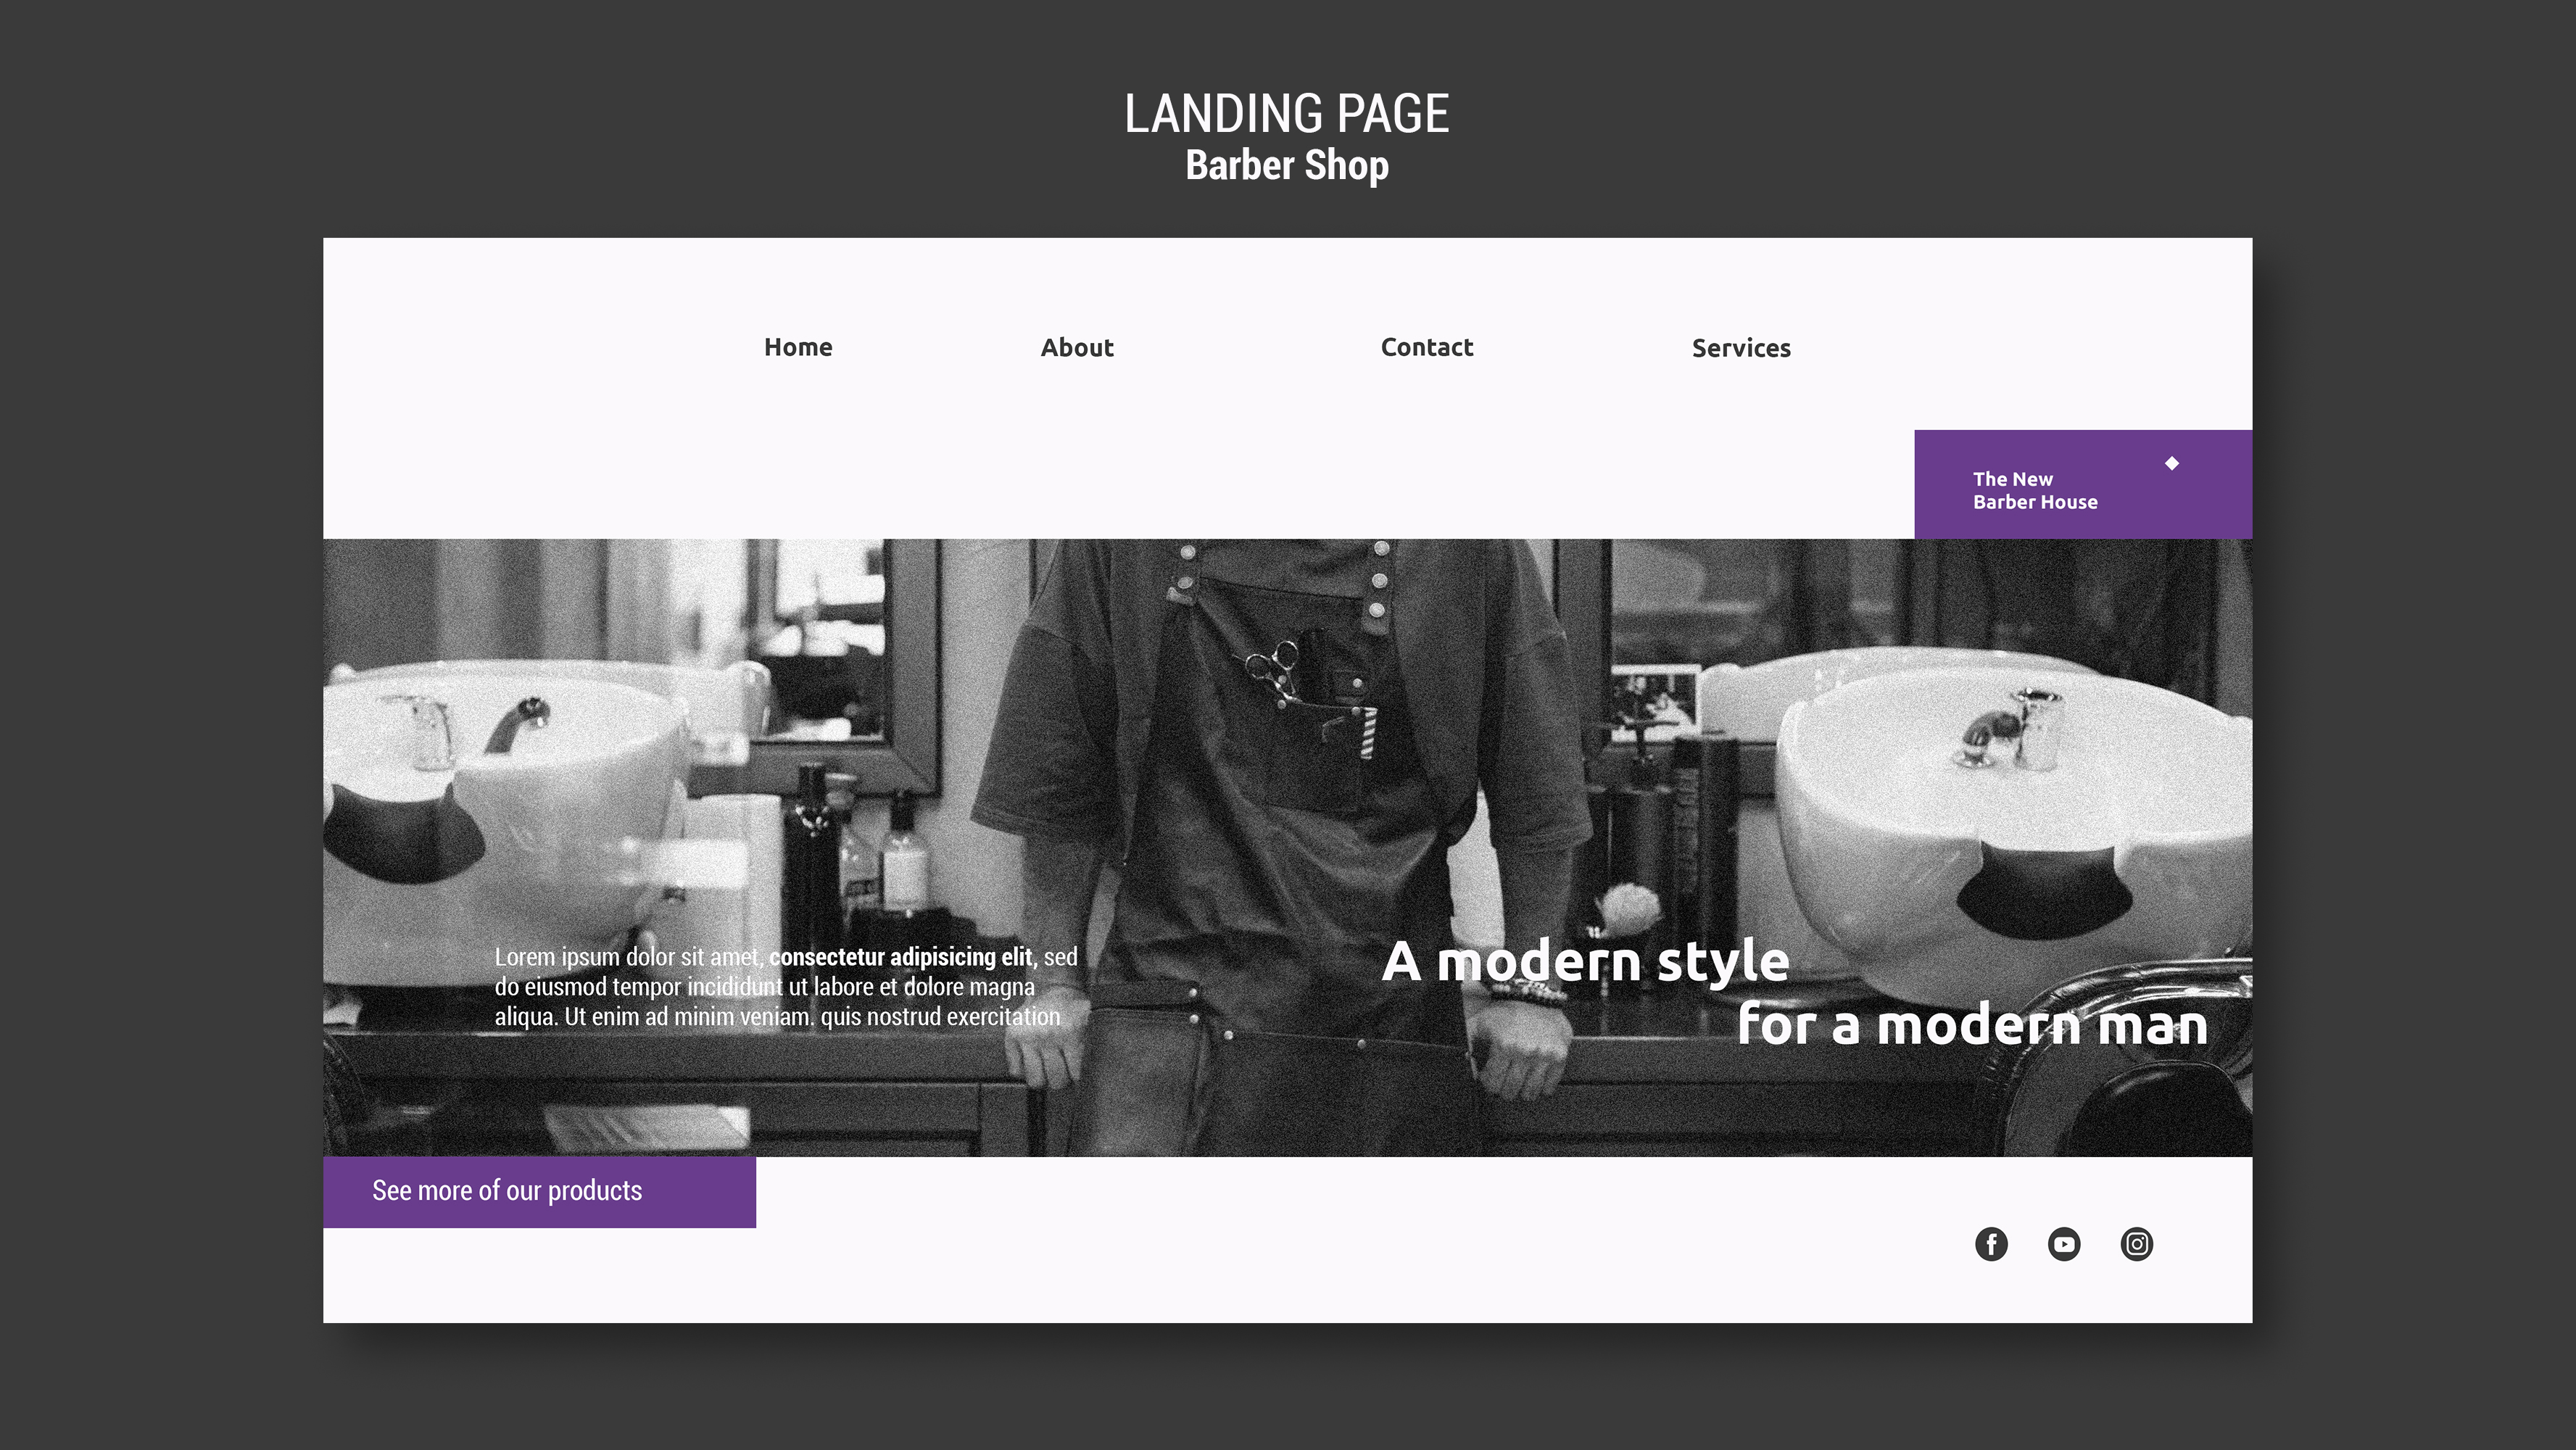 LANDING PAGE
Barber Shop
Home About Contact Services
The New
Barber House
Lorem ipsum dolor sit amet, consectetur adipisicing elit, sed
do eiusmod tempor incididunt ut labore et dolore magna
aliqua. Ut enim ad minim veniam. quis nostrud exercitation
A modern style
for a modern man
See more of our products